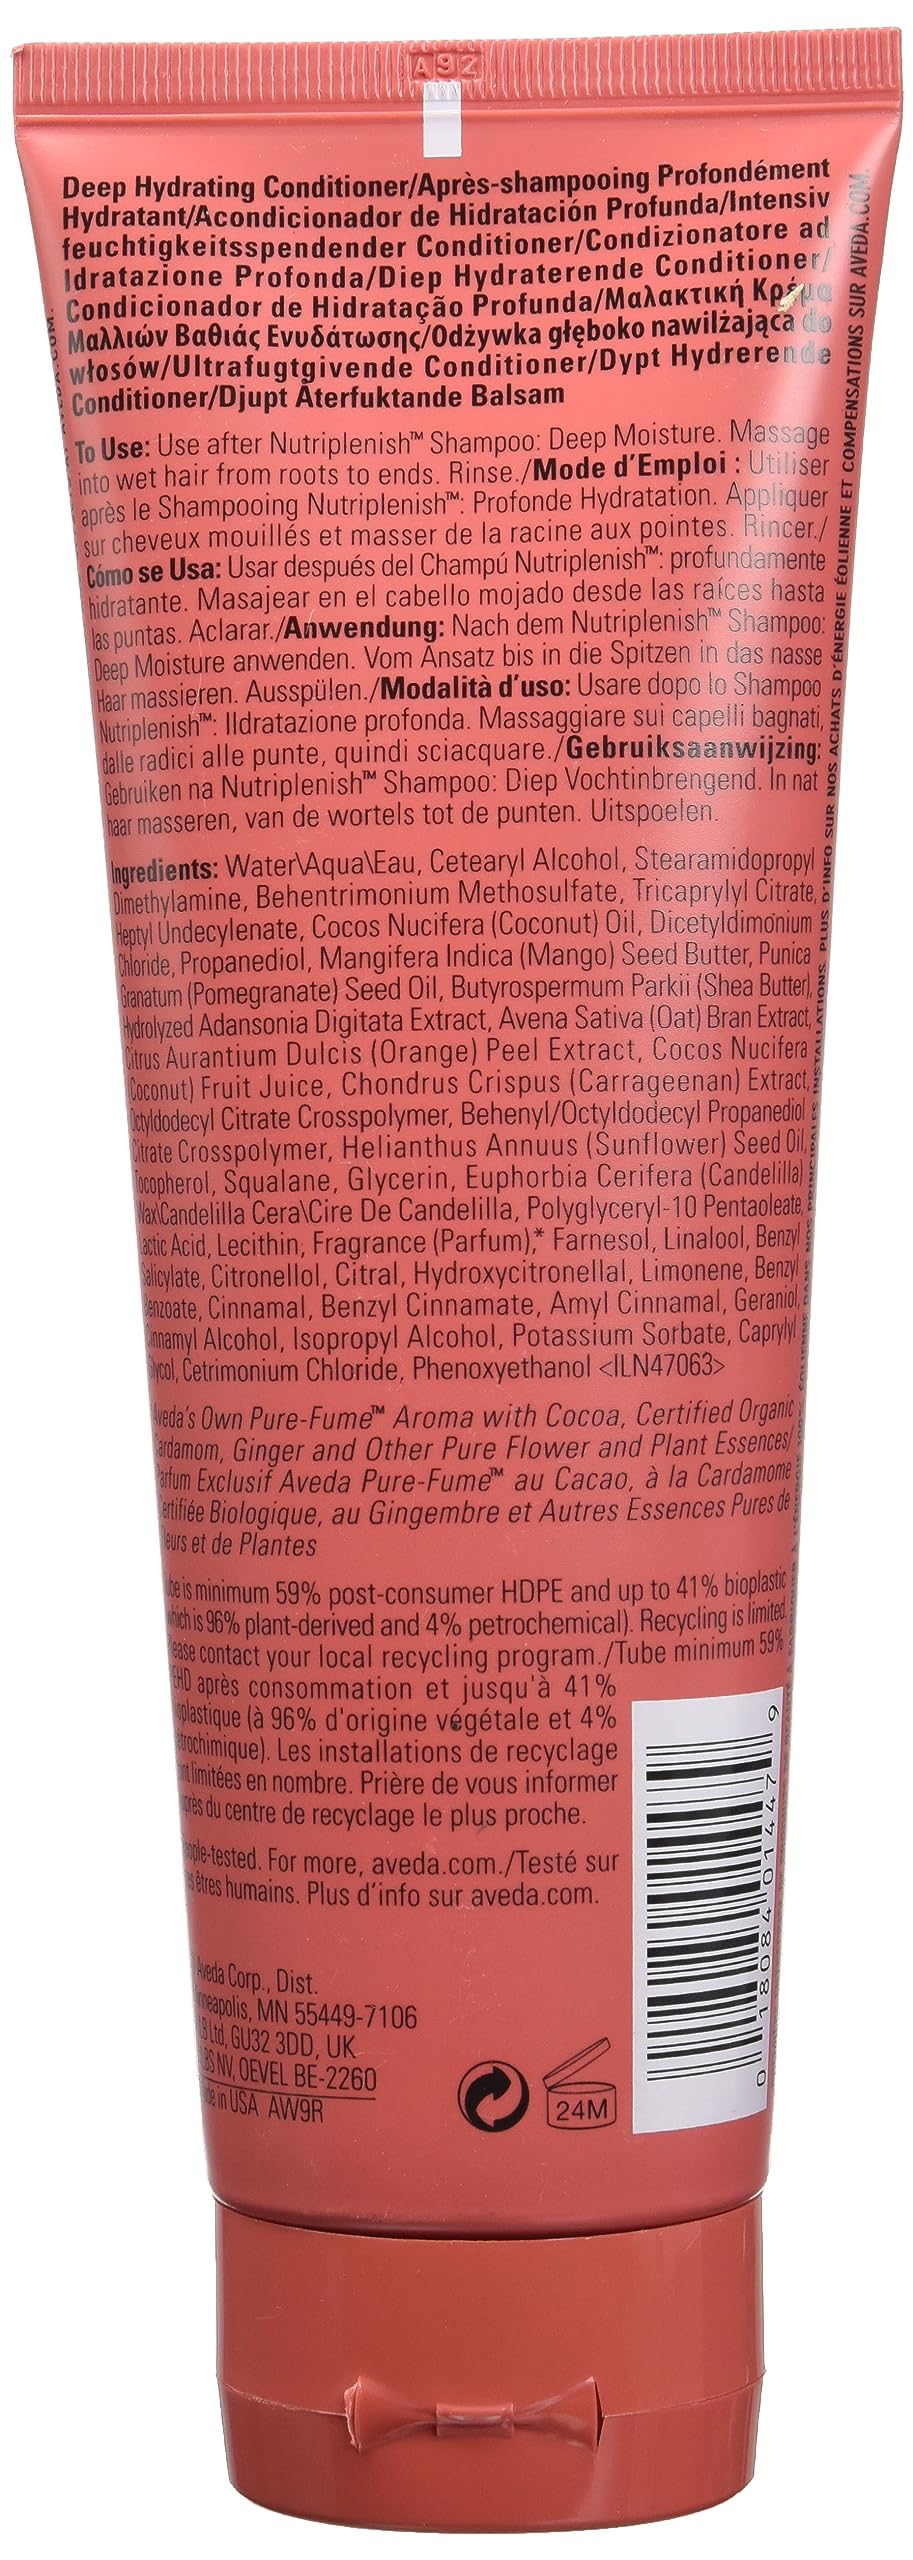 A92
Deep Hydrating Conditioner/Après-shampooing Profondément
Hydratant/Acondicionador de Hidratación Profunda/Intensiv
feuchtigkeitsspendender Conditioner/Condizionatore ad
Idratazione Profonda/Diep Hydraterende Conditioner/
Condicionador de Hidratação Profunda/Μαλακτική Κρέμα
Μαλλιών Βαθιάς Ενυδάτωσης/Odżywka głęboko nawilżająca do
włosów/Ultrafugtgivende Conditioner/Dypt Hydrerende
Conditioner/Djupt Återfuktande Balsam
To Use: Use after Nutriplenish™ Shampoo: Deep Moisture. Massage
into wet hair from roots to ends. Rinse./Mode d'Emploi : Utiliser
après le Shampooing Nutriplenish™: Profonde Hydratation. Appliquer
sur cheveux mouillés et masser de la racine aux pointes. Rincer./
Cómo se Usa: Usar después del Champú Nutriplenish™: profundamente
hidratante. Masajear en el cabello mojado desde las raíces hasta
las puntas. Aclarar./Anwendung: Nach dem Nutriplenish™ Shampoo:
Deep Moisture anwenden. Vom Ansatz bis in die Spitzen in das nasse
Haar massieren. Ausspülen./Modalità d'uso: Usare dopo lo Shampoo
Nutriplenish™: Ildratazione profonda. Massaggiare sui capelli bagnati,
dalle radici alle punte, quindi sciacquare./Gebruiksaanwijzing:
Gebruiken na Nutriplenish™ Shampoo: Diep Vochtinbrengend. In nat
haar masseren, van de wortels tot de punten. Uitspoelen.
Ingredients: Water\Aqua\Eau, Cetearyl Alcohol, Stearamidopropyl
Dimethylamine, Behentrimonium Methosulfate, Tricaprylyl Citrate,
Heptyl Undecylenate, Cocos Nucifera (Coconut) Oil, Dicetyldimonium
Chloride, Propanediol, Mangifera Indica (Mango) Seed Butter, Punica
Granatum (Pomegranate) Seed Oil, Butyrospermum Parkii (Shea Butter),
Hydrolyzed Adansonia Digitata Extract, Avena Sativa (Oat) Bran Extract,
Citrus Aurantium Dulcis (Orange) Peel Extract, Cocos Nucifera
(Coconut) Fruit Juice, Chondrus Crispus (Carrageenan) Extract,
Octyldodecyl Citrate Crosspolymer, Behenyl/Octyldodecyl Propanediol
Citrate Crosspolymer, Helianthus Annuus (Sunflower) Seed Oil,
Tocopherol, Squalane, Glycerin, Euphorbia Cerifera (Candelilla)
Wax\Candelilla Cera\Cire De Candelilla, Polyglyceryl-10 Pentaoleate,
Lactic Acid, Lecithin, Fragrance (Parfum),* Farnesol, Linalool, Benzyl
Salicylate, Citronellol, Citral, Hydroxycitronellal, Limonene, Benzyl
Benzoate, Cinnamal, Benzyl Cinnamate, Amyl Cinnamal, Geraniol,
Cinnamyl Alcohol, Isopropyl Alcohol, Potassium Sorbate, Caprylyl
Glycol, Cetrimonium Chloride, Phenoxyethanol <ILN47063>
Aveda's Own Pure-Fume™ Aroma with Cocoa, Certified Organic
Cardamom, Ginger and Other Pure Flower and Plant Essences/
Parfum Exclusif Aveda Pure-Fume™ au Cacao, à la Cardamome
Certifiée Biologique, au Gingembre et Autres Essences Pures de
Fleurs et de Plantes
Tube is minimum 59% post-consumer HDPE and up to 41% bioplastic
(which is 96% plant-derived and 4% petrochemical). Recycling is limited.
Please contact your local recycling program./Tube minimum 59%
PEHD après consommation et jusqu'à 41%
bioplastique (à 96% d'origine végétale et 4%
pétrochimique). Les installations de recyclage
sont limitées en nombre. Prière de vous informer
auprès du centre de recyclage le plus proche.
People-tested. For more, aveda.com./Testé sur
des êtres humains. Plus d'info sur aveda.com.
Aveda Corp., Dist.
Minneapolis, MN 55449-7106
Ltd, GU32 3DD, UK
NV, OEVEL BE-2260
Made in USA AW9R
24M
0 18084 01447 9
INSTALLATIONS. PLUS D'INFO SUR NOS ACHATS D'ÉNERGIE ÉOLIENNE ET COMPENSATIONS SUR AVEDA.COM.